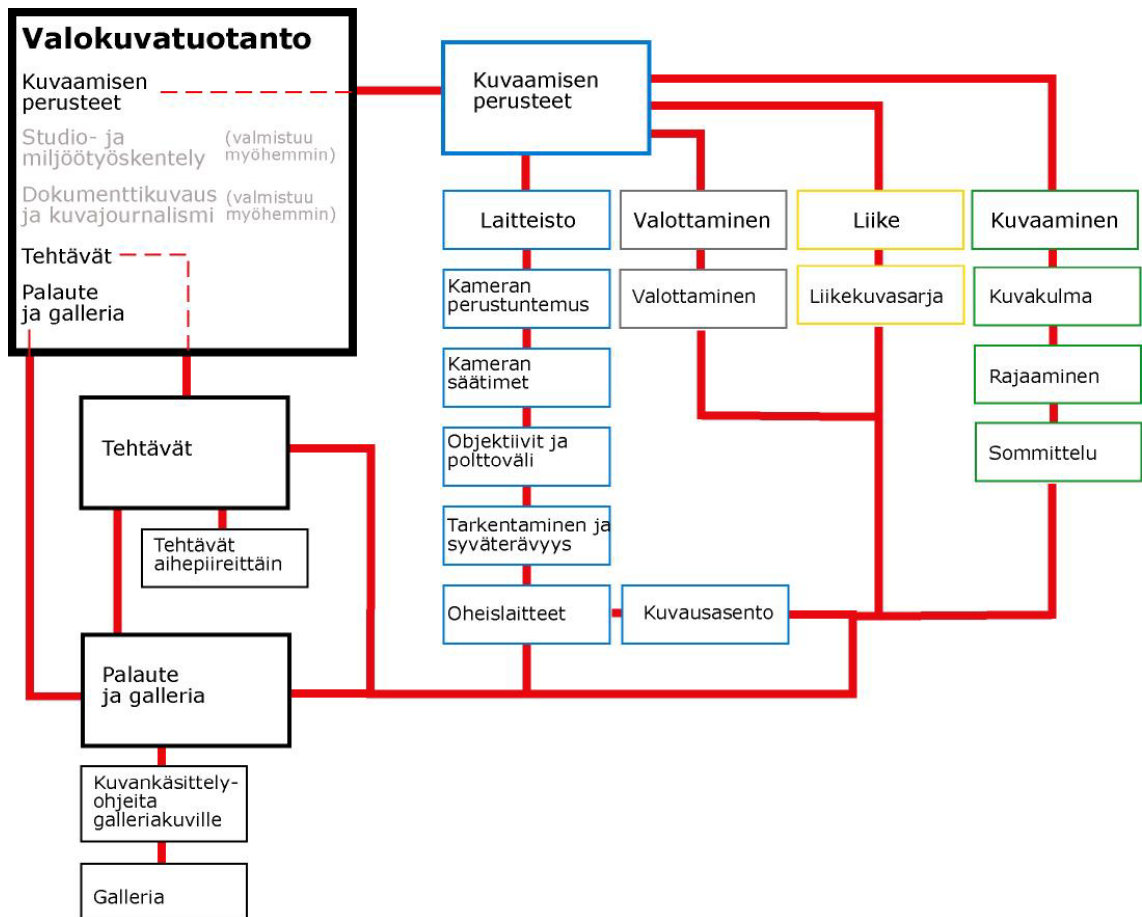 Valokuvatuotanto
Kuvaamisen
perusteet
Studio- ja
miljöötyöskentely
(valmistuu
myöhemmin)
Dokumenttikuvaus
ja kuvajournalismi
(valmistuu
myöhemmin)
Tehtävät
Palaute
ja galleria
Kuvaamisen
perusteet
Laitteisto
Valottaminen
Liike
Kuvaaminen
Kameran
perustuntemus
Valottaminen
Liikekuvasarja
Kuvakulma
Kameran
säätimet
Rajaaminen
Objektiivit ja
polttoväli
Sommittelu
Tarkentaminen ja
syväterävyys
Oheislaitteet
Kuvausasento
Tehtävät
Tehtävät
aihepiireittäin
Palaute
ja galleria
Kuvankäsittely-
ohjeita
galleriakuville
Galleria